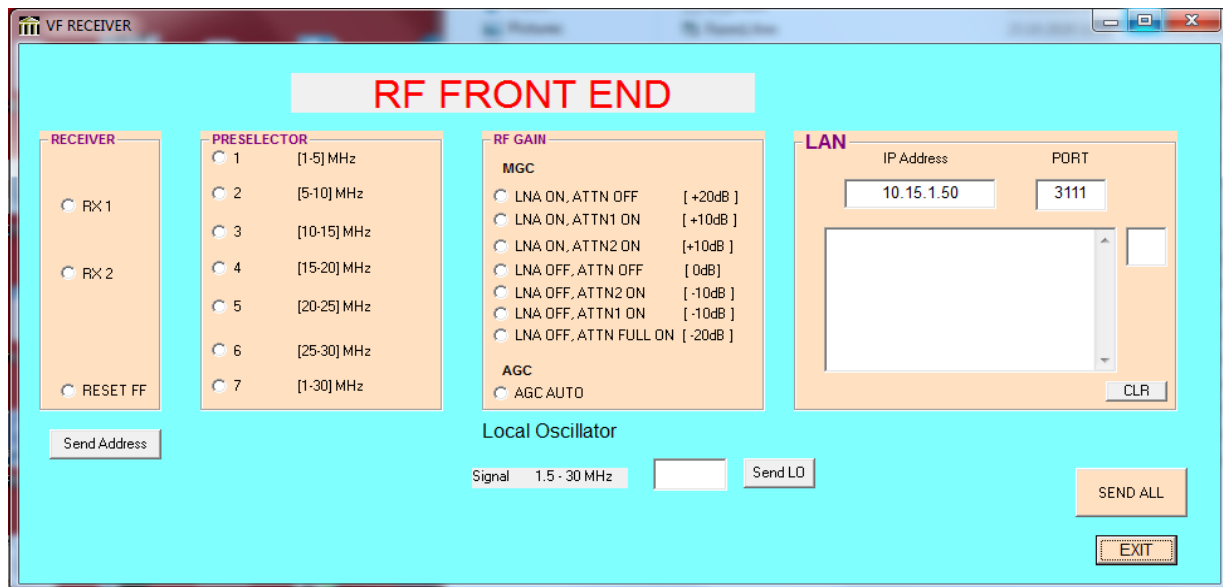 VF RECEIVER
RF FRONT END
RECEIVER
RX 1
RX 2
RESET FF
Send Address
PRESELECTOR
1 [1-5] MHz
2 [5-10] MHz
3 [10-15] MHz
4 [15-20] MHz
5 [20-25] MHz
6 [25-30] MHz
7 [1-30] MHz
RF GAIN
MGC
LNA ON, ATTN OFF [ +20dB ]
LNA ON, ATTN1 ON [ +10dB ]
LNA ON, ATTN2 ON [+10dB ]
LNA OFF, ATTN OFF [ 0dB]
LNA OFF, ATTN2 ON [ -10dB ]
LNA OFF, ATTN1 ON [ -10dB ]
LNA OFF, ATTN FULL ON [ -20dB ]
AGC
AGC AUTO
LAN
IP Address PORT
10.15.1.50 3111
CLR
Local Oscillator
Signal 1.5 - 30 MHz
Send LO
SEND ALL
EXIT